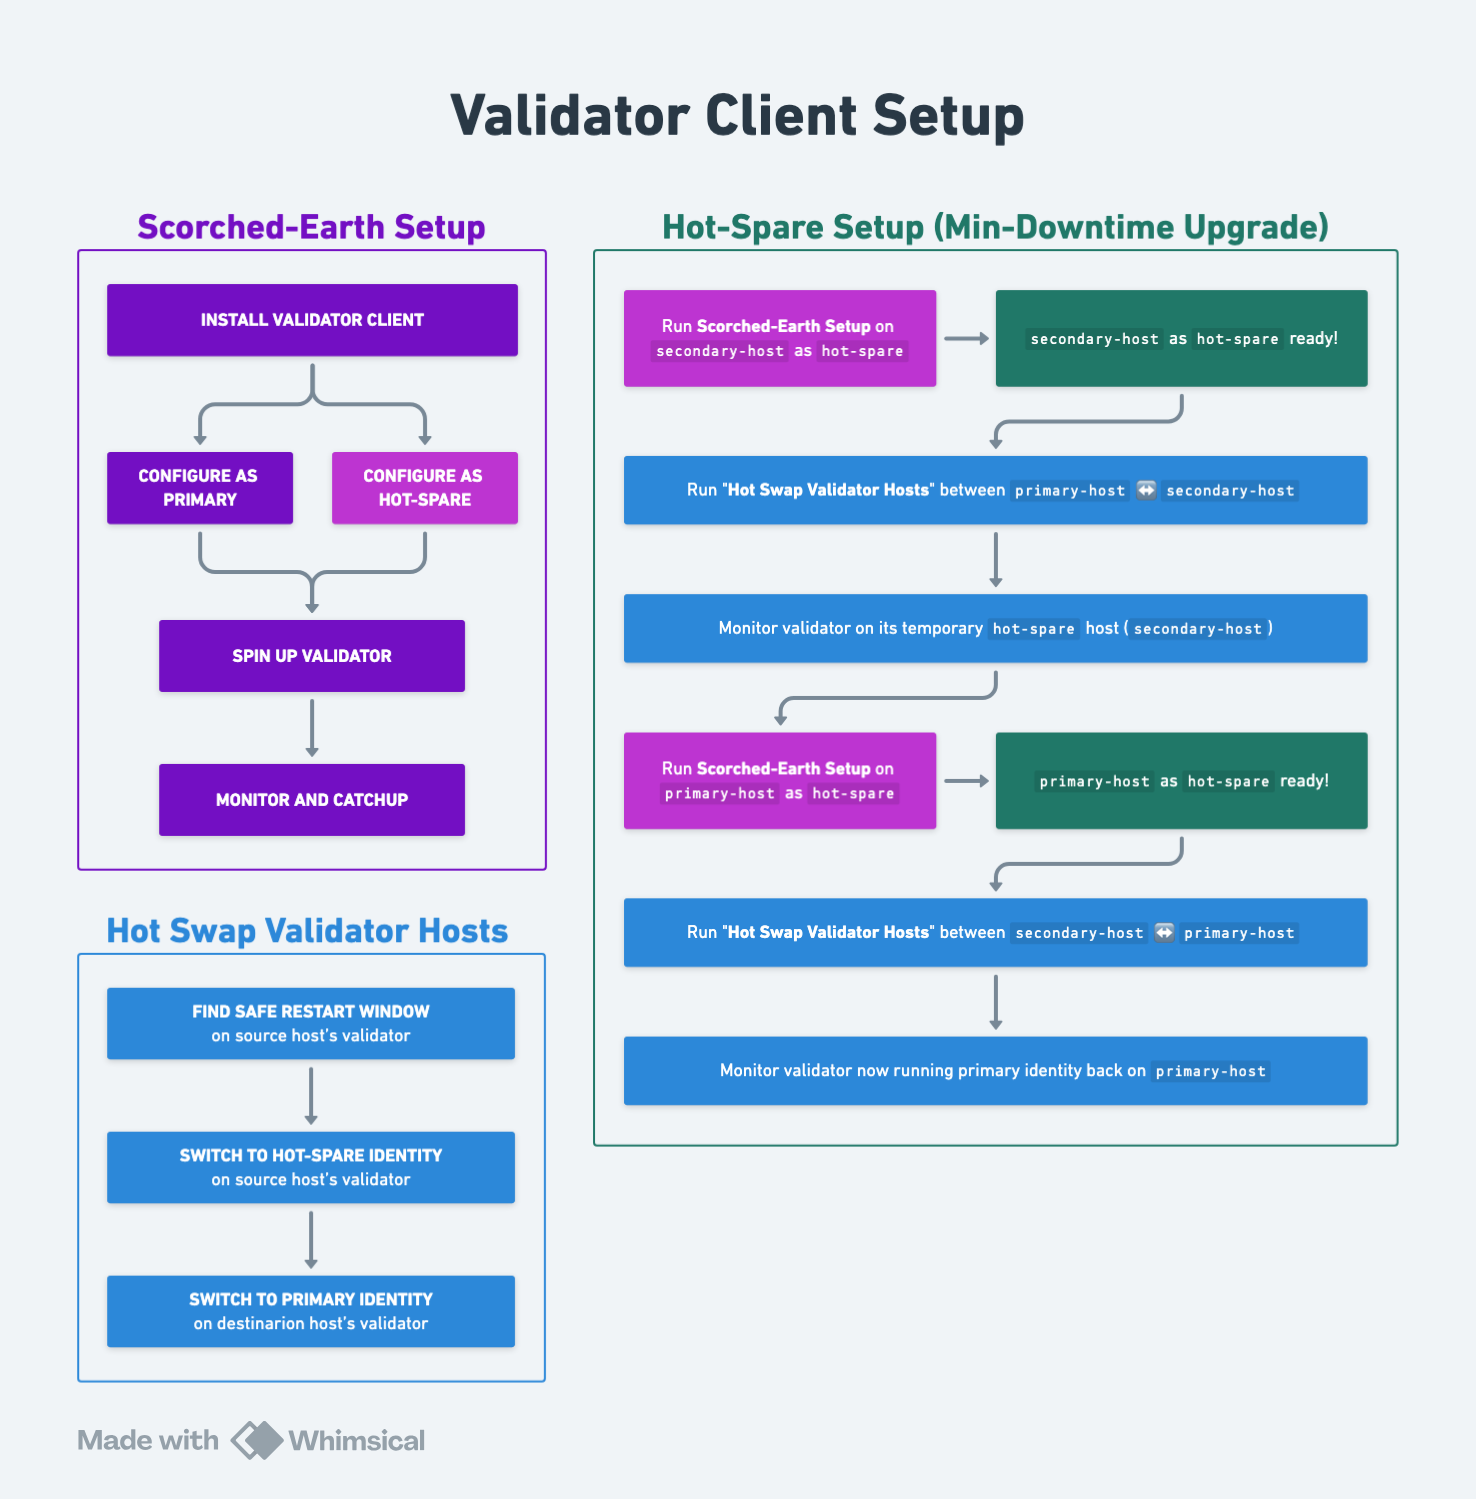 Validator Client Setup
Scorched-Earth Setup
INSTALL VALIDATOR CLIENT
CONFIGURE AS
PRIMARY
CONFIGURE AS
HOT-SPARE
SPIN UP VALIDATOR
MONITOR AND CATCHUP
Hot Swap Validator Hosts
FIND SAFE RESTART WINDOW
on source host's validator
SWITCH TO HOT-SPARE IDENTITY
on source host's validator
SWITCH TO PRIMARY IDENTITY
on destinarion host's validator
Hot-Spare Setup (Min-Downtime Upgrade)
Run Scorched-Earth Setup on
secondary-host as hot-spare
secondary-host as hot-spare ready!
Run "Hot Swap Validator Hosts" between primary-host ↔️ secondary-host
Monitor validator on its temporary hot-spare host (secondary-host)
Run Scorched-Earth Setup on
primary-host as hot-spare
primary-host as hot-spare ready!
Run "Hot Swap Validator Hosts" between secondary-host ↔️ primary-host
Monitor validator now running primary identity back on primary-host
Made with Whimsical